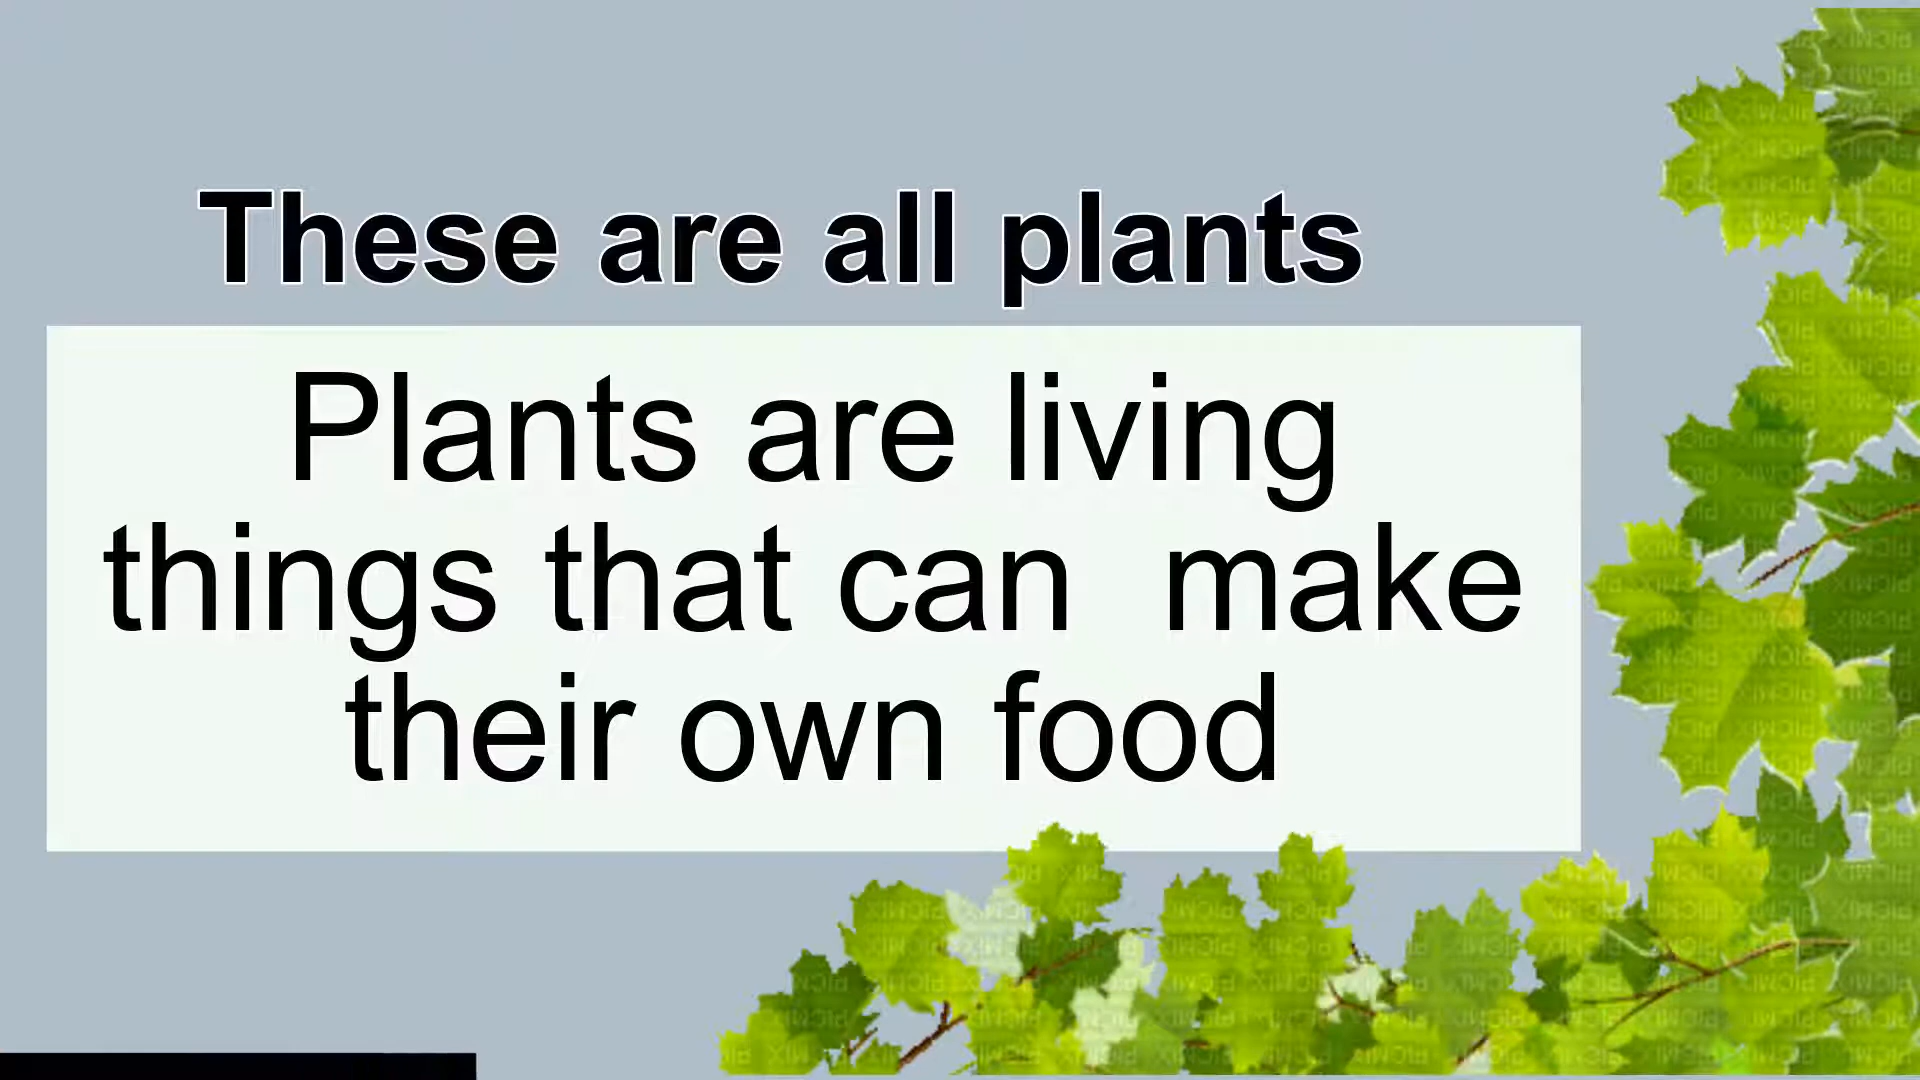 These are all plants
Plants are living
things that can  make
their own food